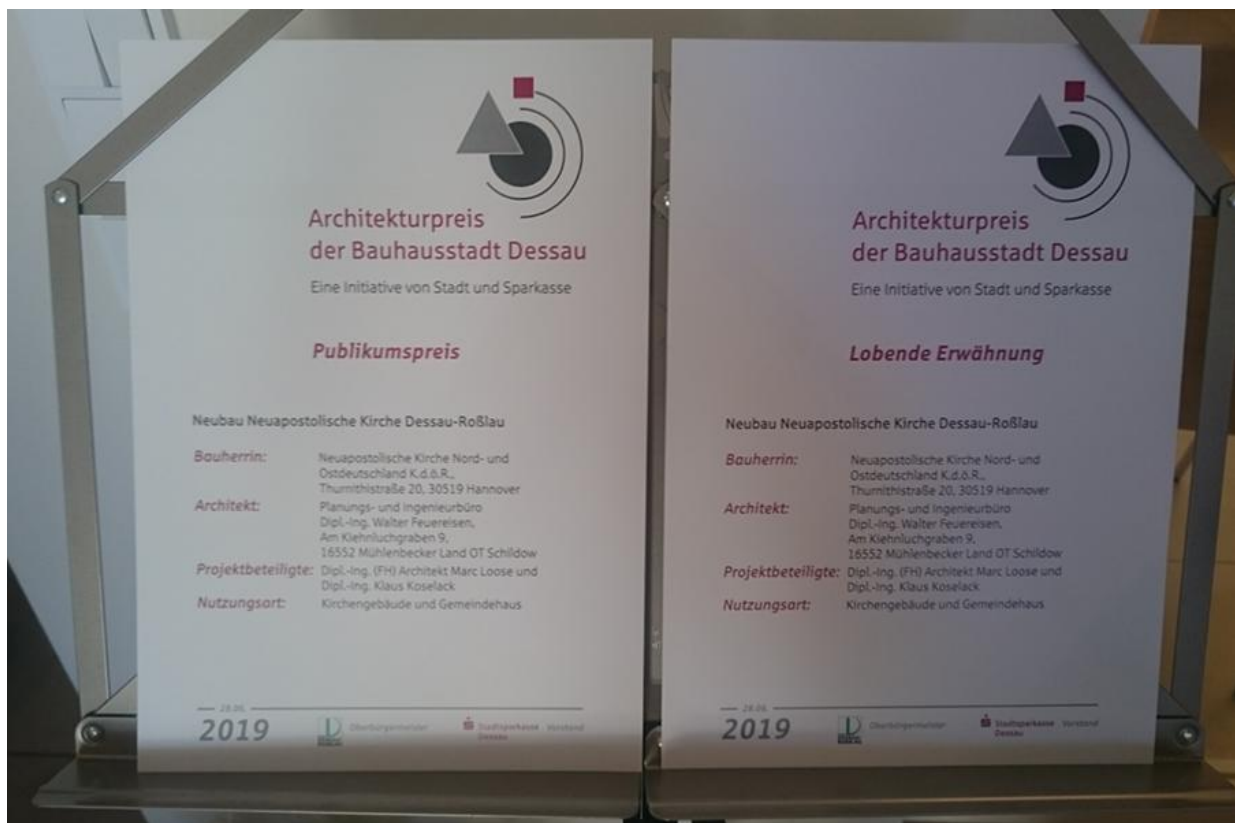 Architekturpreis
der Bauhausstadt Dessau
Eine Initiative von Stadt und Sparkasse
Publikumspreis
Neubau Neuapostolische Kirche Dessau-Roßlau
Bauherrin: Neuapostolische Kirche Nord- und
Ostdeutschland K.d.ö.R.,
Thurnithistraße 20, 30519 Hannover
Architekt: Planungs- und Ingenieurbüro
Dipl.-Ing. Walter Feuereisen,
Am Kiehnluchgraben 9,
16552 Mühlenbecker Land OT Schildow
Projektbeteiligte: Dipl.-Ing. (FH) Architekt Marc Loose und
Dipl.-Ing. Klaus Koselack
Nutzungsart: Kirchengebäude und Gemeindehaus
28.06.
2019 Oberbürgermeister Stadtsparkasse Vorstand
Dessau
Architekturpreis
der Bauhausstadt Dessau
Eine Initiative von Stadt und Sparkasse
Lobende Erwähnung
Neubau Neuapostolische Kirche Dessau-Roßlau
Bauherrin: Neuapostolische Kirche Nord- und
Ostdeutschland K.d.ö.R.,
Thurnithistraße 20, 30519 Hannover
Architekt: Planungs- und Ingenieurbüro
Dipl.-Ing. Walter Feuereisen,
Am Kiehnluchgraben 9,
16552 Mühlenbecker Land OT Schildow
Projektbeteiligte: Dipl.-Ing. (FH) Architekt Marc Loose und
Dipl.-Ing. Klaus Koselack
Nutzungsart: Kirchengebäude und Gemeindehaus
28.06.
2019 Oberbürgermeister Stadtsparkasse Vorstand
Dessau